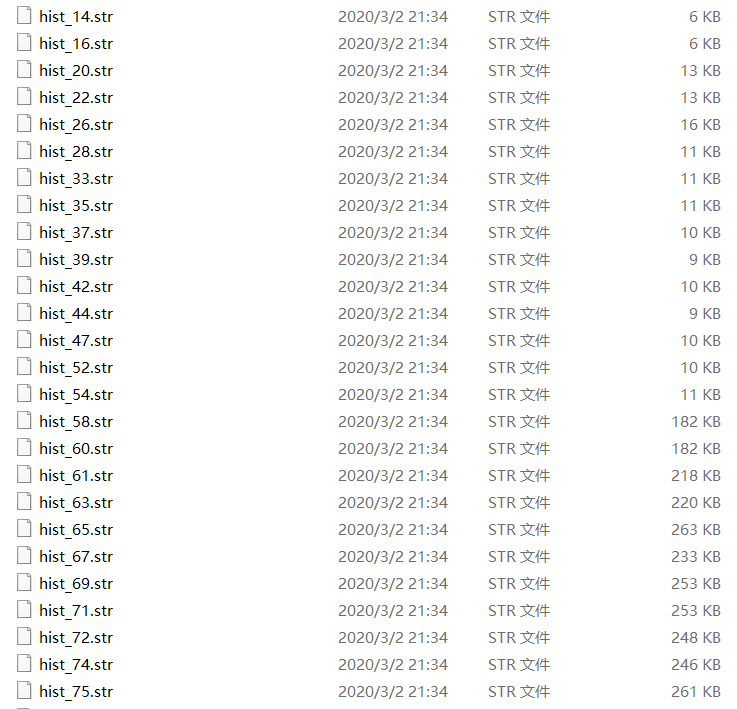 hist_14.str 2020/3/2 21:34 STR 文件 6 KB
hist_16.str 2020/3/2 21:34 STR 文件 6 KB
hist_20.str 2020/3/2 21:34 STR 文件 13 KB
hist_22.str 2020/3/2 21:34 STR 文件 13 KB
hist_26.str 2020/3/2 21:34 STR 文件 16 KB
hist_28.str 2020/3/2 21:34 STR 文件 11 KB
hist_33.str 2020/3/2 21:34 STR 文件 11 KB
hist_35.str 2020/3/2 21:34 STR 文件 11 KB
hist_37.str 2020/3/2 21:34 STR 文件 10 KB
hist_39.str 2020/3/2 21:34 STR 文件 9 KB
hist_42.str 2020/3/2 21:34 STR 文件 10 KB
hist_44.str 2020/3/2 21:34 STR 文件 9 KB
hist_47.str 2020/3/2 21:34 STR 文件 10 KB
hist_52.str 2020/3/2 21:34 STR 文件 10 KB
hist_54.str 2020/3/2 21:34 STR 文件 11 KB
hist_58.str 2020/3/2 21:34 STR 文件 182 KB
hist_60.str 2020/3/2 21:34 STR 文件 182 KB
hist_61.str 2020/3/2 21:34 STR 文件 218 KB
hist_63.str 2020/3/2 21:34 STR 文件 220 KB
hist_65.str 2020/3/2 21:34 STR 文件 263 KB
hist_67.str 2020/3/2 21:34 STR 文件 233 KB
hist_69.str 2020/3/2 21:34 STR 文件 253 KB
hist_71.str 2020/3/2 21:34 STR 文件 253 KB
hist_72.str 2020/3/2 21:34 STR 文件 248 KB
hist_74.str 2020/3/2 21:34 STR 文件 246 KB
hist_75.str 2020/3/2 21:34 STR 文件 261 KB